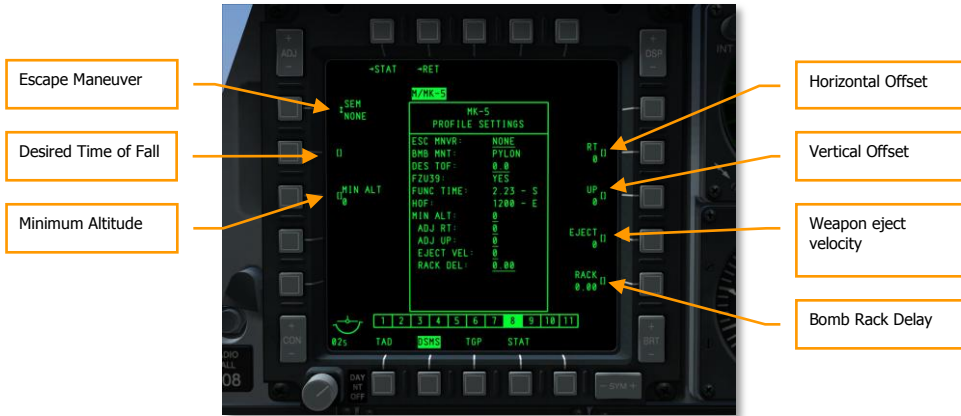 ADJ
DSP
INT
→STAT →RET
M/MK-5
Escape Maneuver
Horizontal Offset
SEM
NONE
MK-5
PROFILE SETTINGS
ESC MNVR: NONE
BMB MNT: PYLON
DES TOF: 0.0
FZU39: YES
FUNC TIME: 2.23 - S
HOF: 1200 - E
MIN ALT: 0
ADJ RT: 0
ADJ UP: 0
EJECT VEL: 0
RACK DEL: 0.00
Desired Time of Fall
[]
RT
0 []
Vertical Offset
Minimum Altitude
[] MIN ALT
0
UP
0 []
Weapon eject
velocity
EJECT
0 []
RACK
0.00 []
Bomb Rack Delay
1 2 3 4 5 6 7 8 9 10 11
02s TAD DSMS TGP STAT
CON
BRT
DAY
NT
OFF
- SYM +
08